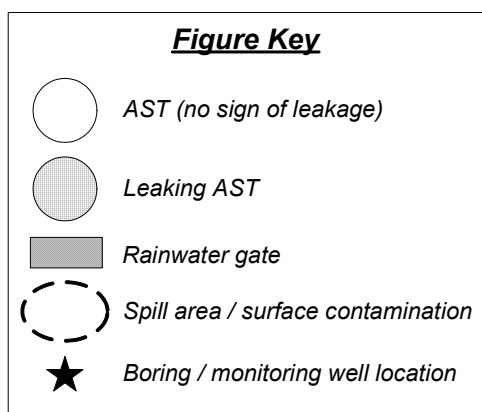 Figure Key
AST (no sign of leakage)
Leaking AST
Rainwater gate
Spill area / surface contamination
Boring / monitoring well location